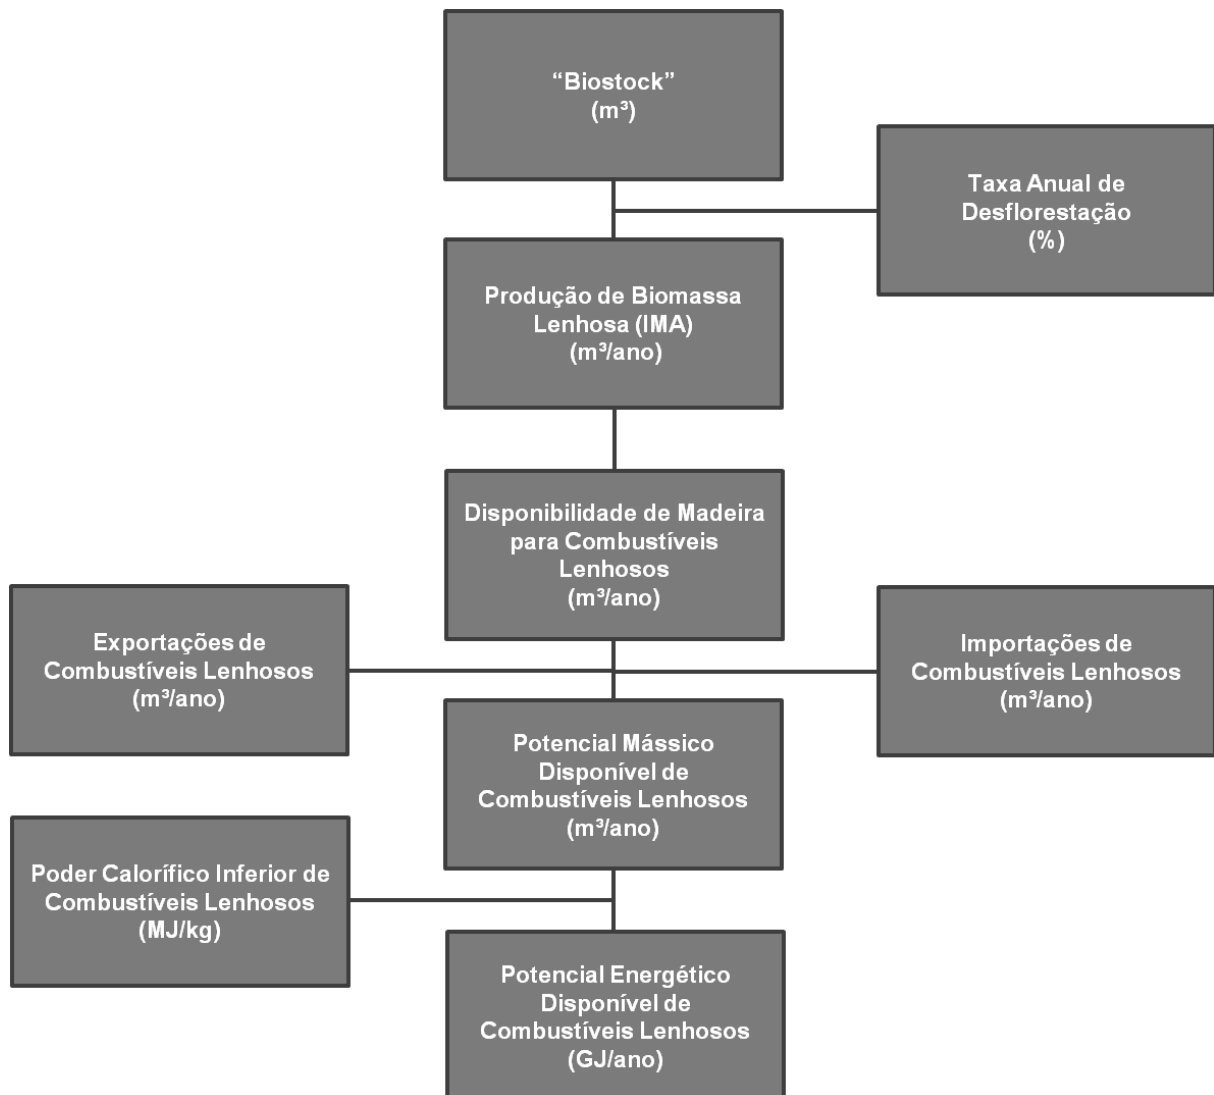 “Biostock”
(m³)
Taxa Anual de
Desflorestação
(%)
Produção de Biomassa
Lenhosa (IMA)
(m³/ano)
Disponibilidade de Madeira
para Combustíveis
Lenhosos
(m³/ano)
Exportações de
Combustíveis Lenhosos
(m³/ano)
Importações de
Combustíveis Lenhosos
(m³/ano)
Potencial Mássico
Disponível de
Combustíveis Lenhosos
(m³/ano)
Poder Calorífico Inferior de
Combustíveis Lenhosos
(MJ/kg)
Potencial Energético
Disponível de
Combustíveis Lenhosos
(GJ/ano)